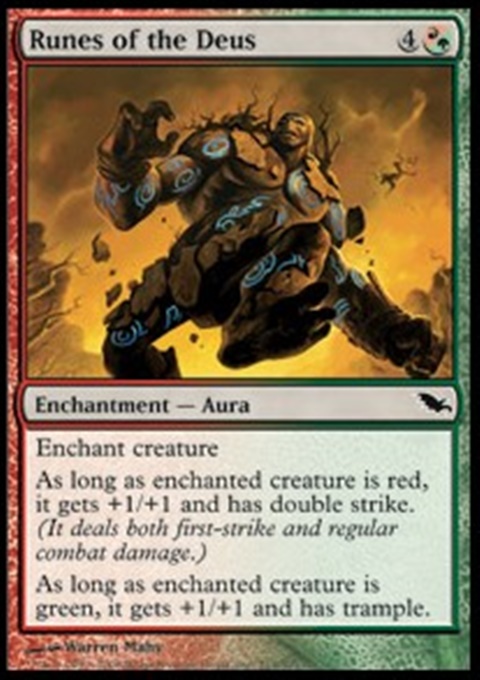 Runes of the Deus 4
Enchantment — Aura
Enchant creature
As long as enchanted creature is red,
it gets +1/+1 and has double strike.
(It deals both first-strike and regular
combat damage.)
As long as enchanted creature is
green, it gets +1/+1 and has trample.
Warren Mahy